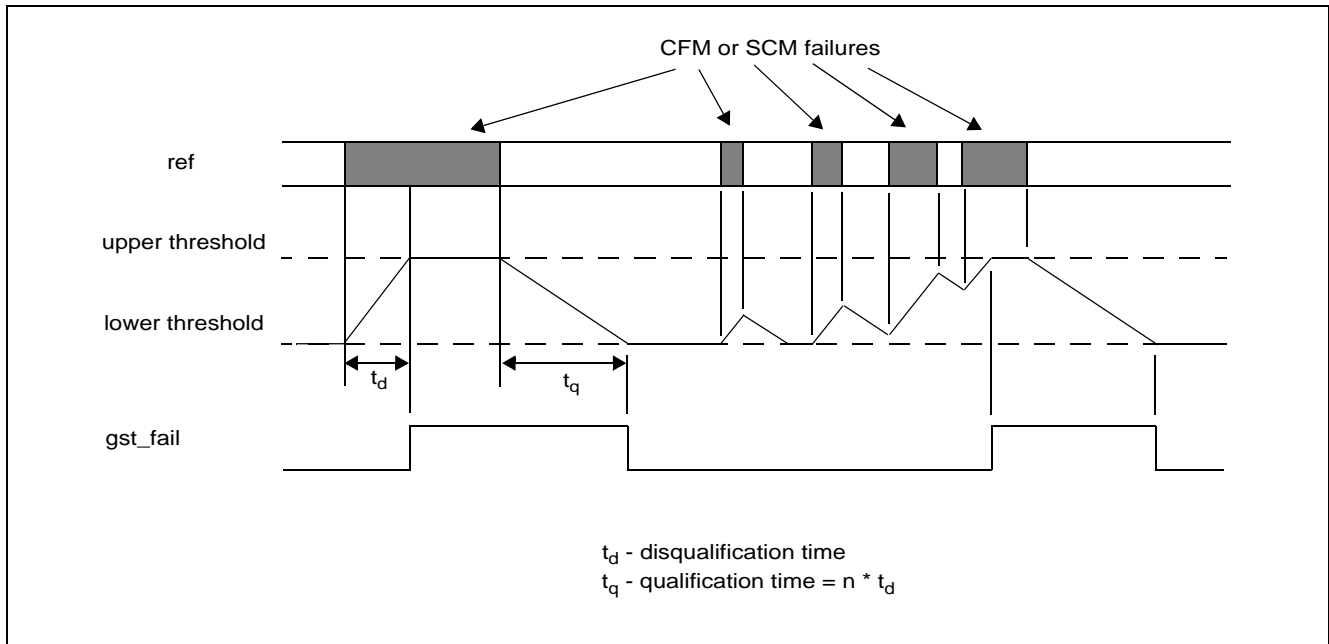 CFM or SCM failures
ref
upper threshold
lower threshold
td
tq
gst_fail
td - disqualification time
tq - qualification time = n * td